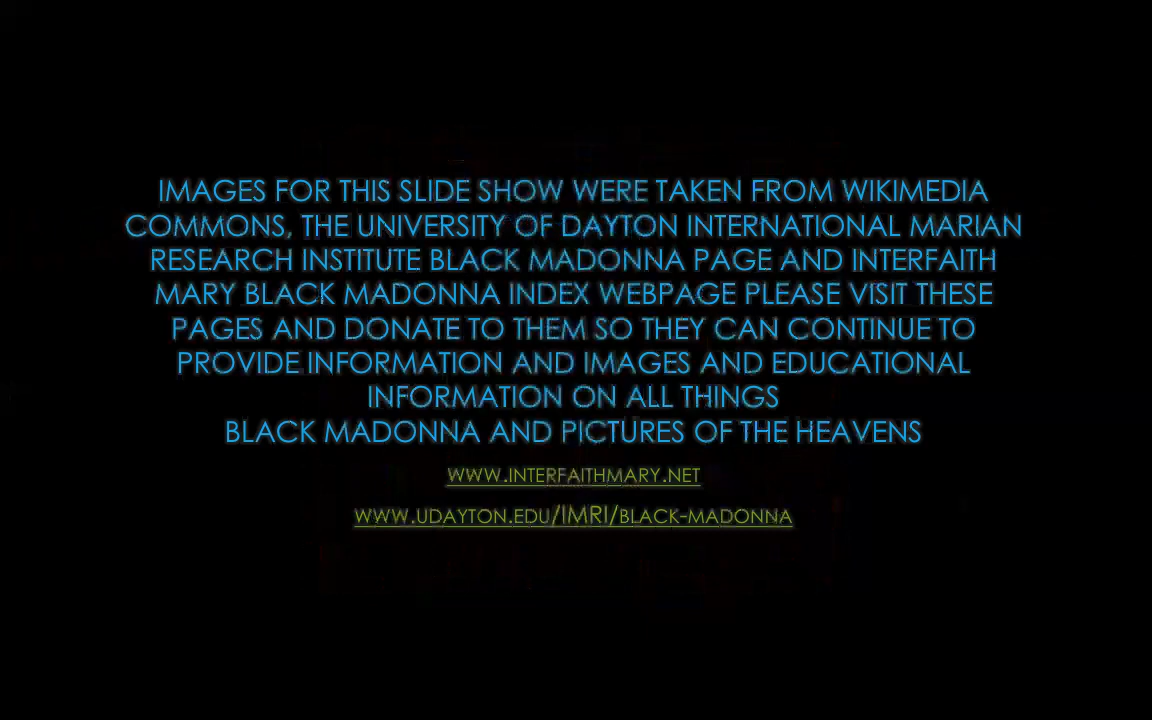 IMAGES FOR THIS SLIDE SHOW WERE TAKEN FROM WIKIMEDIA
COMMONS, THE UNIVERSITY OF DAYTON INTERNATIONAL MARIAN
RESEARCH INSTITUTE BLACK MADONNA PAGE AND INTERFAITH
MARY BLACK MADONNA INDEX WEBPAGE PLEASE VISIT THESE
PAGES AND DONATE TO THEM SO THEY CAN CONTINUE TO
PROVIDE INFORMATION AND IMAGES AND EDUCATIONAL
INFORMATION ON ALL THINGS
BLACK MADONNA AND PICTURES OF THE HEAVENS
WWW.INTERFAITHMARY.NET
WWW.UDAYTON.EDU/IMRI/BLACK-MADONNA